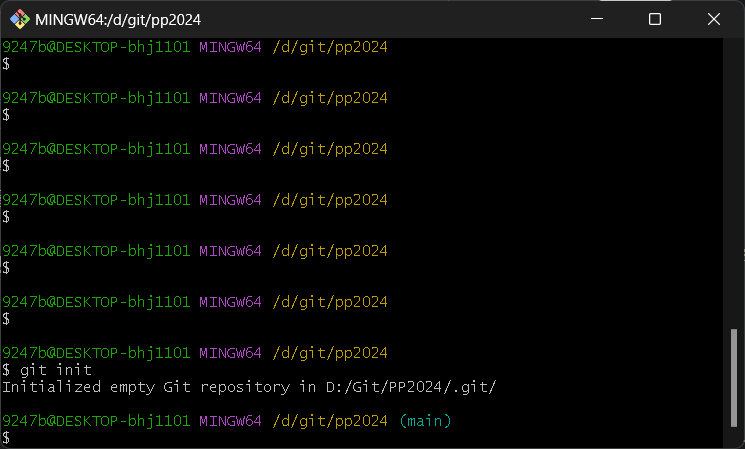 MINGW64:/d/git/pp2024
9247b@DESKTOP-bhj1101 MINGW64 /d/git/pp2024
$
9247b@DESKTOP-bhj1101 MINGW64 /d/git/pp2024
$
9247b@DESKTOP-bhj1101 MINGW64 /d/git/pp2024
$
9247b@DESKTOP-bhj1101 MINGW64 /d/git/pp2024
$
9247b@DESKTOP-bhj1101 MINGW64 /d/git/pp2024
$
9247b@DESKTOP-bhj1101 MINGW64 /d/git/pp2024
$
9247b@DESKTOP-bhj1101 MINGW64 /d/git/pp2024
$ git init
Initialized empty Git repository in D:/Git/PP2024/.git/
9247b@DESKTOP-bhj1101 MINGW64 /d/git/pp2024 (main)
$